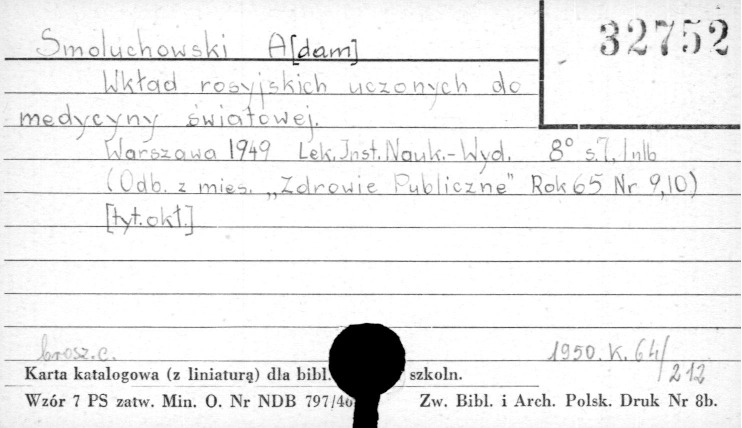 32752
Smoluchowski A[dam]
Wkład rosyjskich uczonych do
medycyny światowej.
Warszawa 1949 Lek. Inst. Nauk.-Wyd. 8° s. 7, 1 nlb
(Odb. z mies. „Zdrowie Publiczne" Rok 65 Nr 9,10)
[tyt. okł.]
brosz. c. 1950. K. 64/212
Karta katalogowa (z liniaturą) dla bibl. szkoln.
Wzór 7 PS zatw. Min. O. Nr NDB 797/4 Zw. Bibl. i Arch. Polsk. Druk Nr 8b.